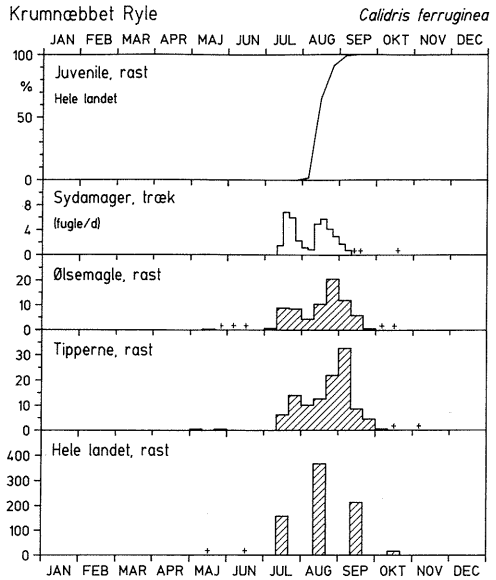 Krumnæbbet Ryle Calidris ferruginea
JAN FEB MAR APR MAJ JUN JUL AUG SEP OKT NOV DEC
100
%
50
0
Juvenile, rast
Hele landet
8
4
0
Sydamager, træk
(fugle/d)
20
10
0
Ølsemagle, rast
30
20
10
0
Tipperne, rast
400
300
200
100
0
Hele landet, rast
JAN FEB MAR APR MAJ JUN JUL AUG SEP OKT NOV DEC